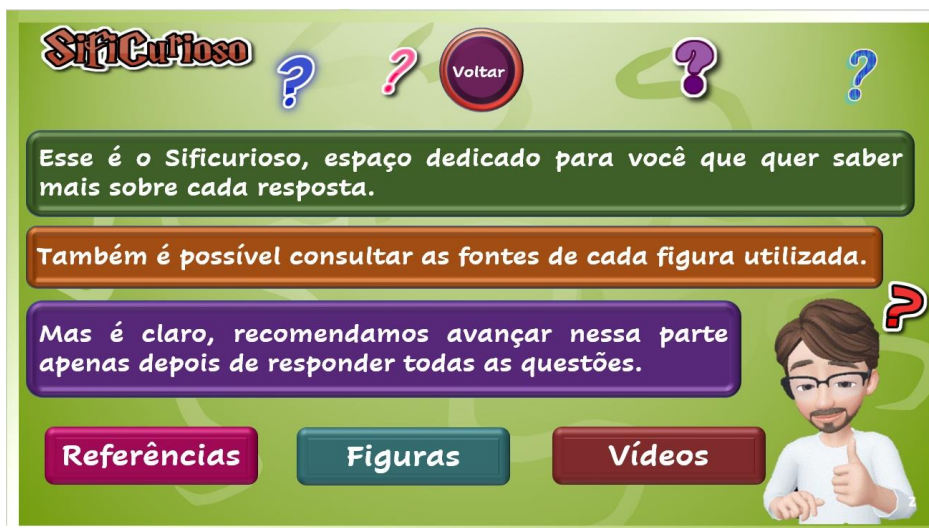 SifiCurioso
Voltar
Esse é o Sificurioso, espaço dedicado para você que quer saber
mais sobre cada resposta.
Também é possível consultar as fontes de cada figura utilizada.
Mas é claro, recomendamos avançar nessa parte
apenas depois de responder todas as questões.
Referências
Figuras
Vídeos